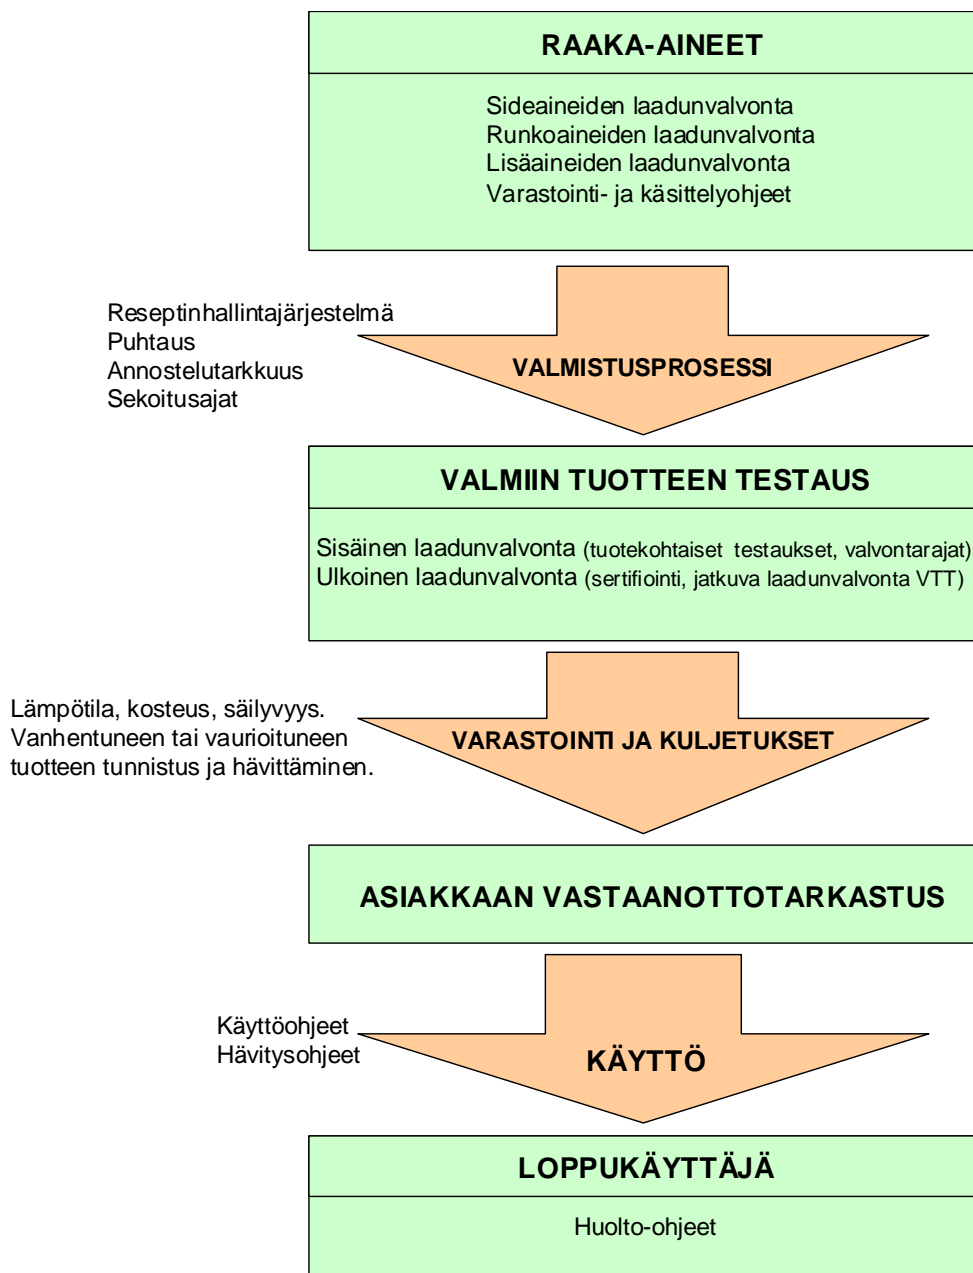 RAAKA-AINEET
Sideaineiden laadunvalvonta
Runkoaineiden laadunvalvonta
Lisäaineiden laadunvalvonta
Varastointi- ja käsittelyohjeet
Reseptinhallintajärjestelmä
Puhtaus
Annostelutarkkuus
Sekoitusajat
VALMISTUSPROSESSI
VALMIIN TUOTTEEN TESTAUS
Sisäinen laadunvalvonta (tuotekohtaiset testaukset, valvontarajat)
Ulkoinen laadunvalvonta (sertifiointi, jatkuva laadunvalvonta VTT)
Lämpötila, kosteus, säilyvyys.
Vanhentuneen tai vaurioituneen
tuotteen tunnistus ja hävittäminen.
VARASTOINTI JA KULJETUKSET
ASIAKKAAN VASTAANOTTOTARKASTUS
Käyttöohjeet
Hävitysohjeet
KÄYTTÖ
LOPPUKÄYTTÄJÄ
Huolto-ohjeet